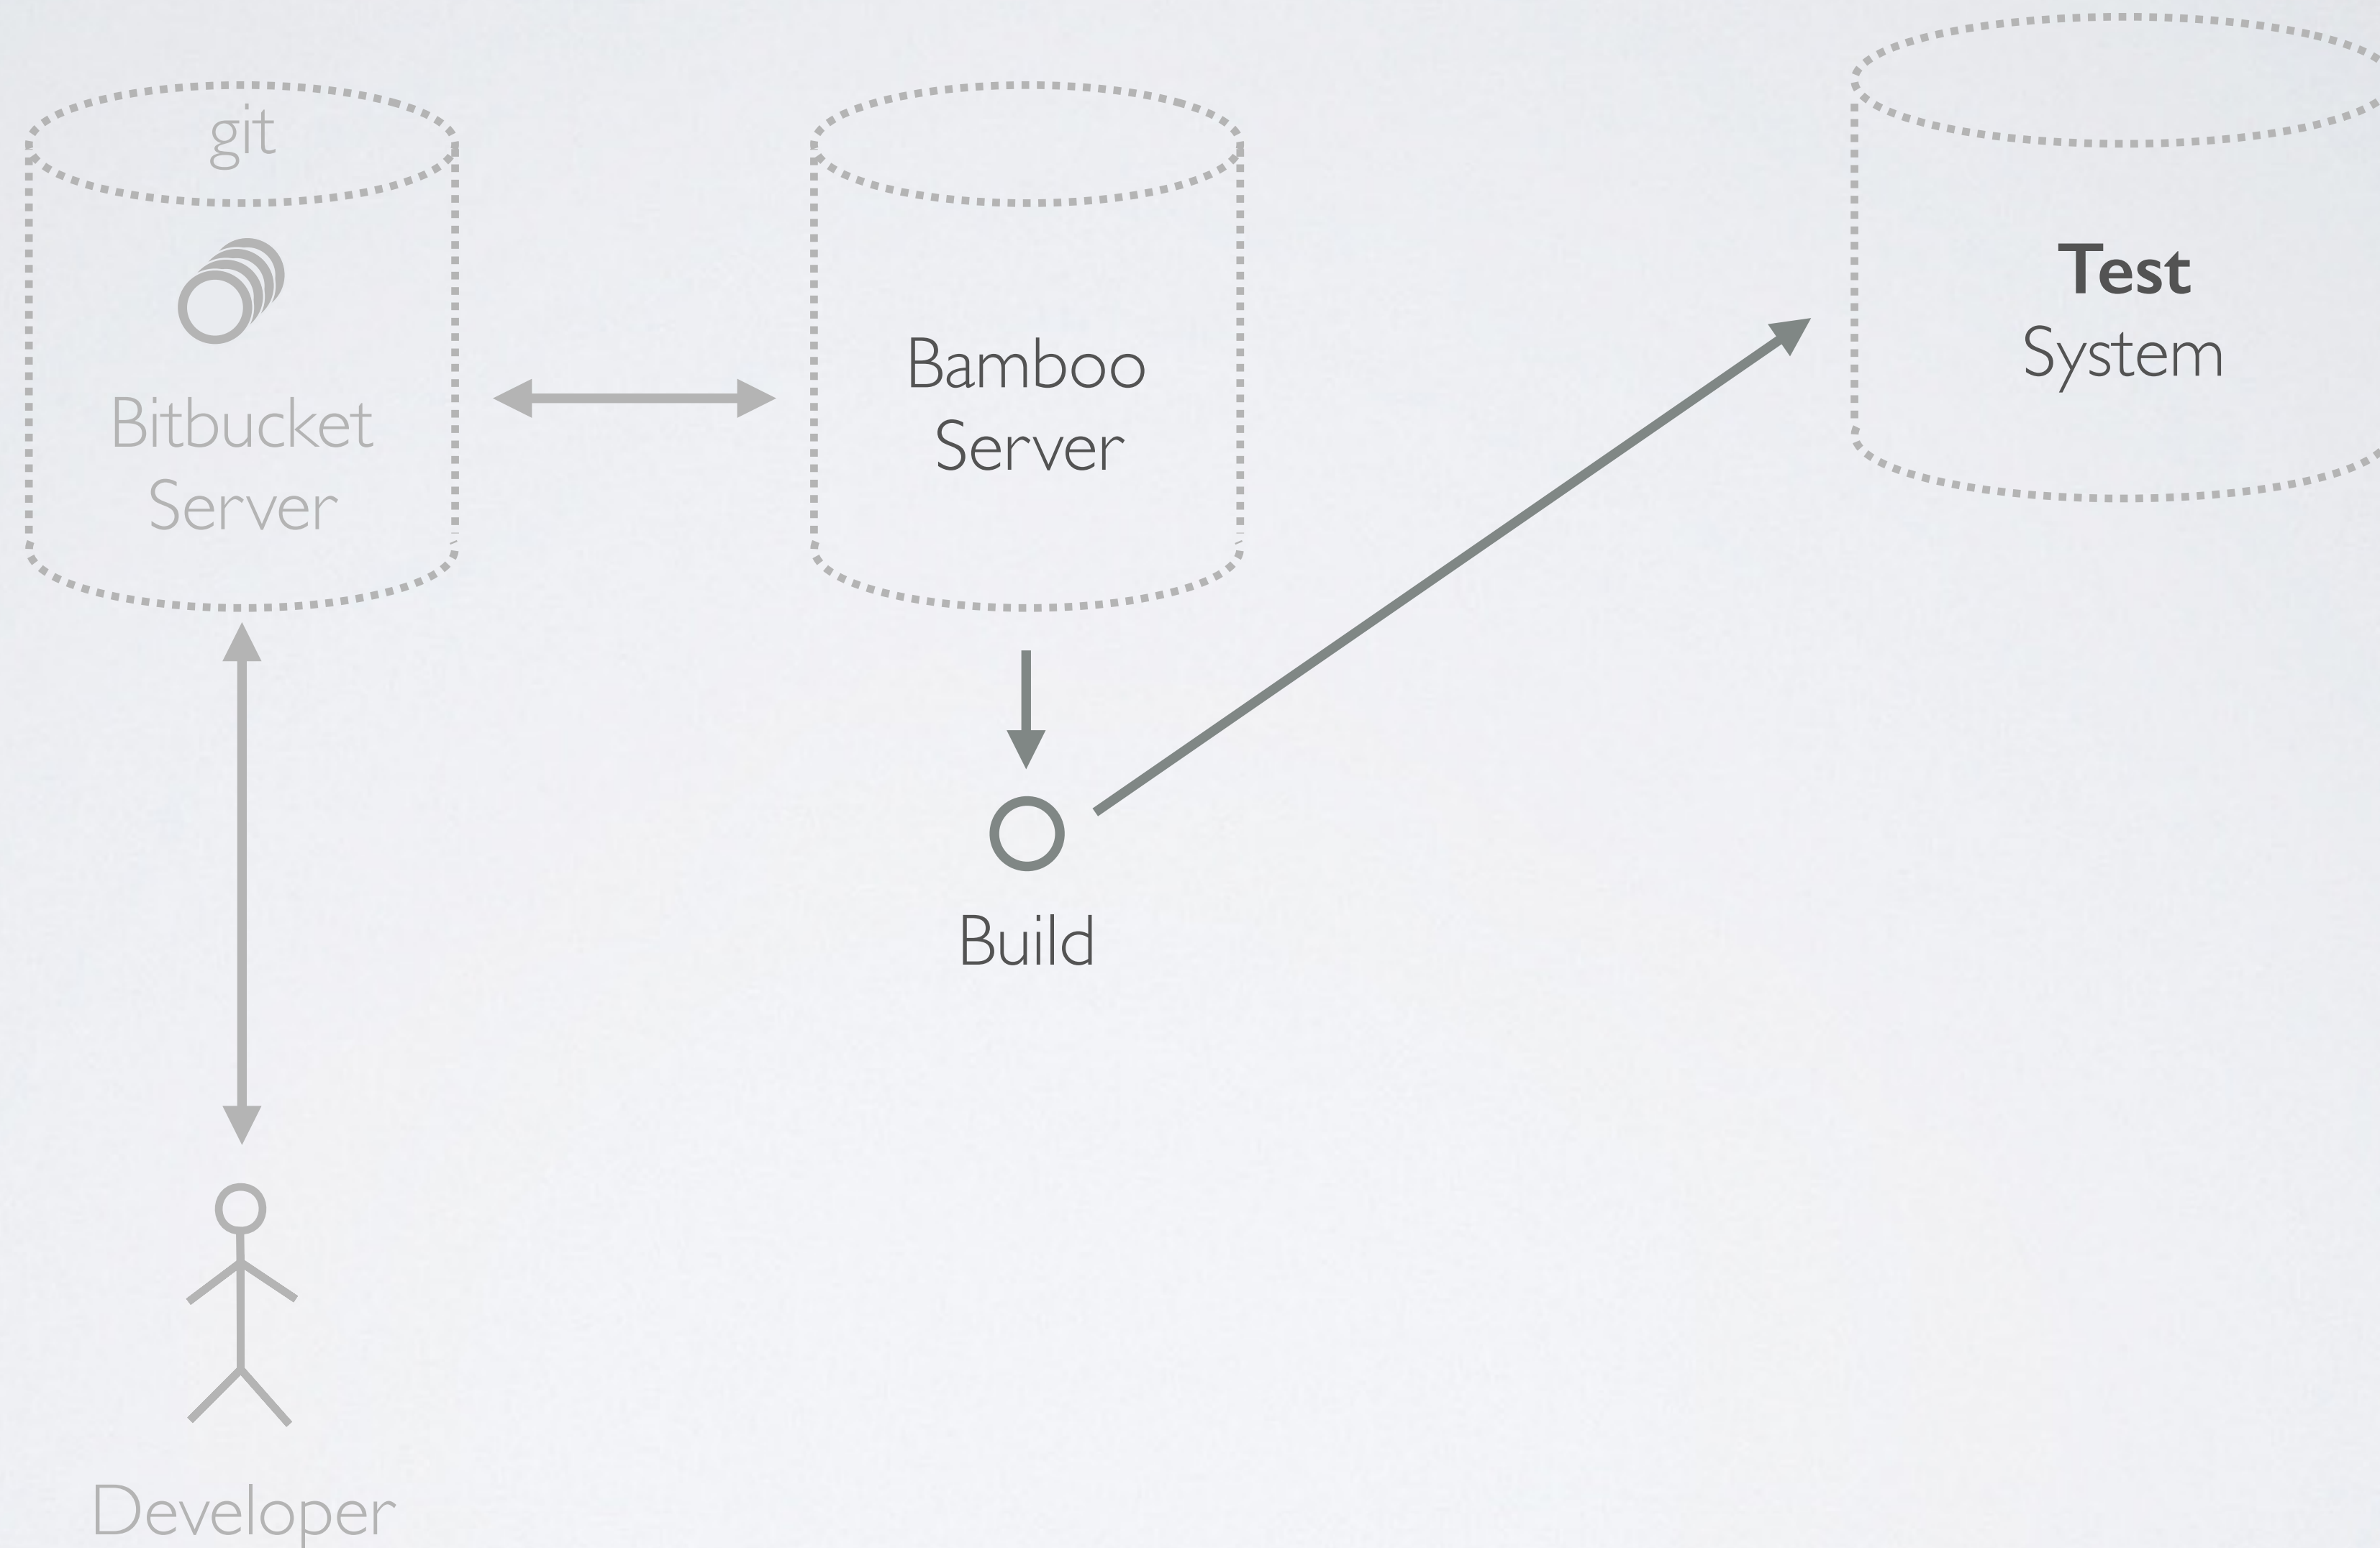 git
Bitbucket
Server
Bamboo
Server
Test
System
Build
Developer